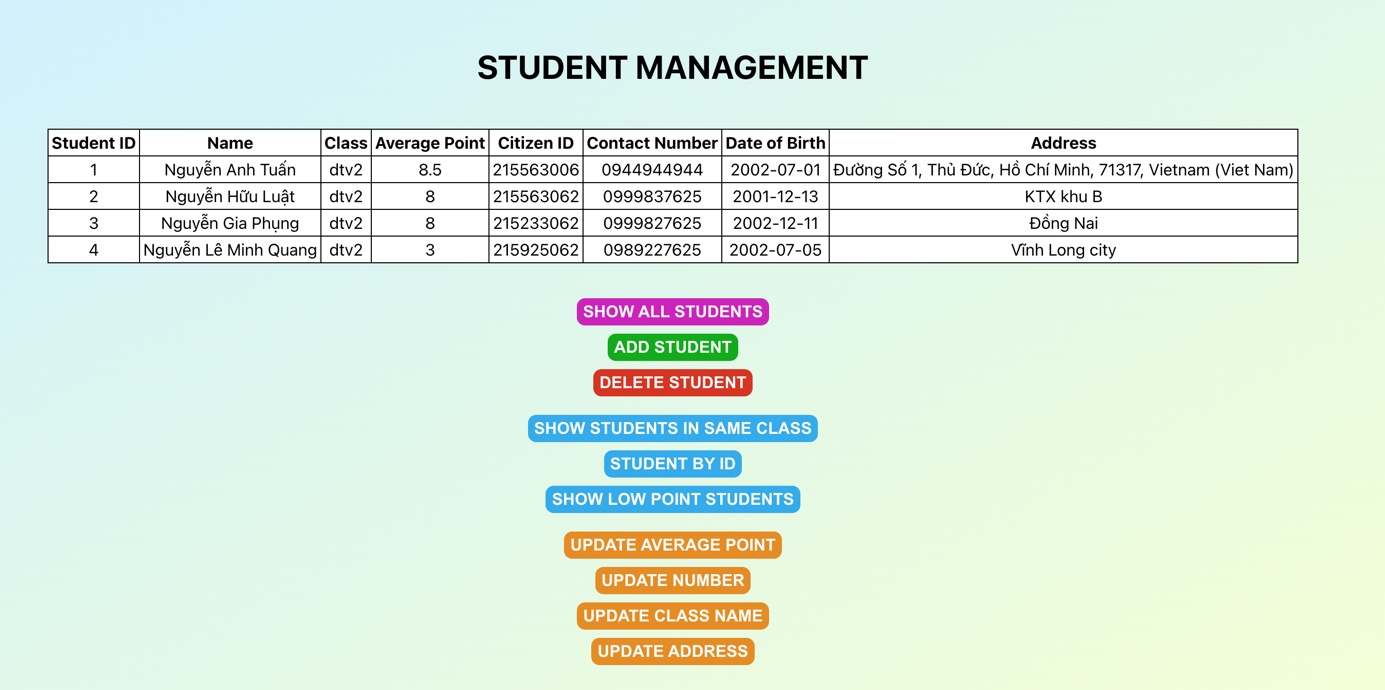 STUDENT MANAGEMENT
Student ID Name Class Average Point Citizen ID Contact Number Date of Birth Address
1 Nguyễn Anh Tuấn dtv2 8.5 215563006 0944944944 2002-07-01 Đường Số 1, Thủ Đức, Hồ Chí Minh, 71317, Vietnam (Viet Nam)
2 Nguyễn Hữu Luật dtv2 8 215563062 0999837625 2001-12-13 KTX khu B
3 Nguyễn Gia Phụng dtv2 8 215233062 0999827625 2002-12-11 Đồng Nai
4 Nguyễn Lê Minh Quang dtv2 3 215925062 0989227625 2002-07-05 Vĩnh Long city
SHOW ALL STUDENTS
ADD STUDENT
DELETE STUDENT
SHOW STUDENTS IN SAME CLASS
STUDENT BY ID
SHOW LOW POINT STUDENTS
UPDATE AVERAGE POINT
UPDATE NUMBER
UPDATE CLASS NAME
UPDATE ADDRESS